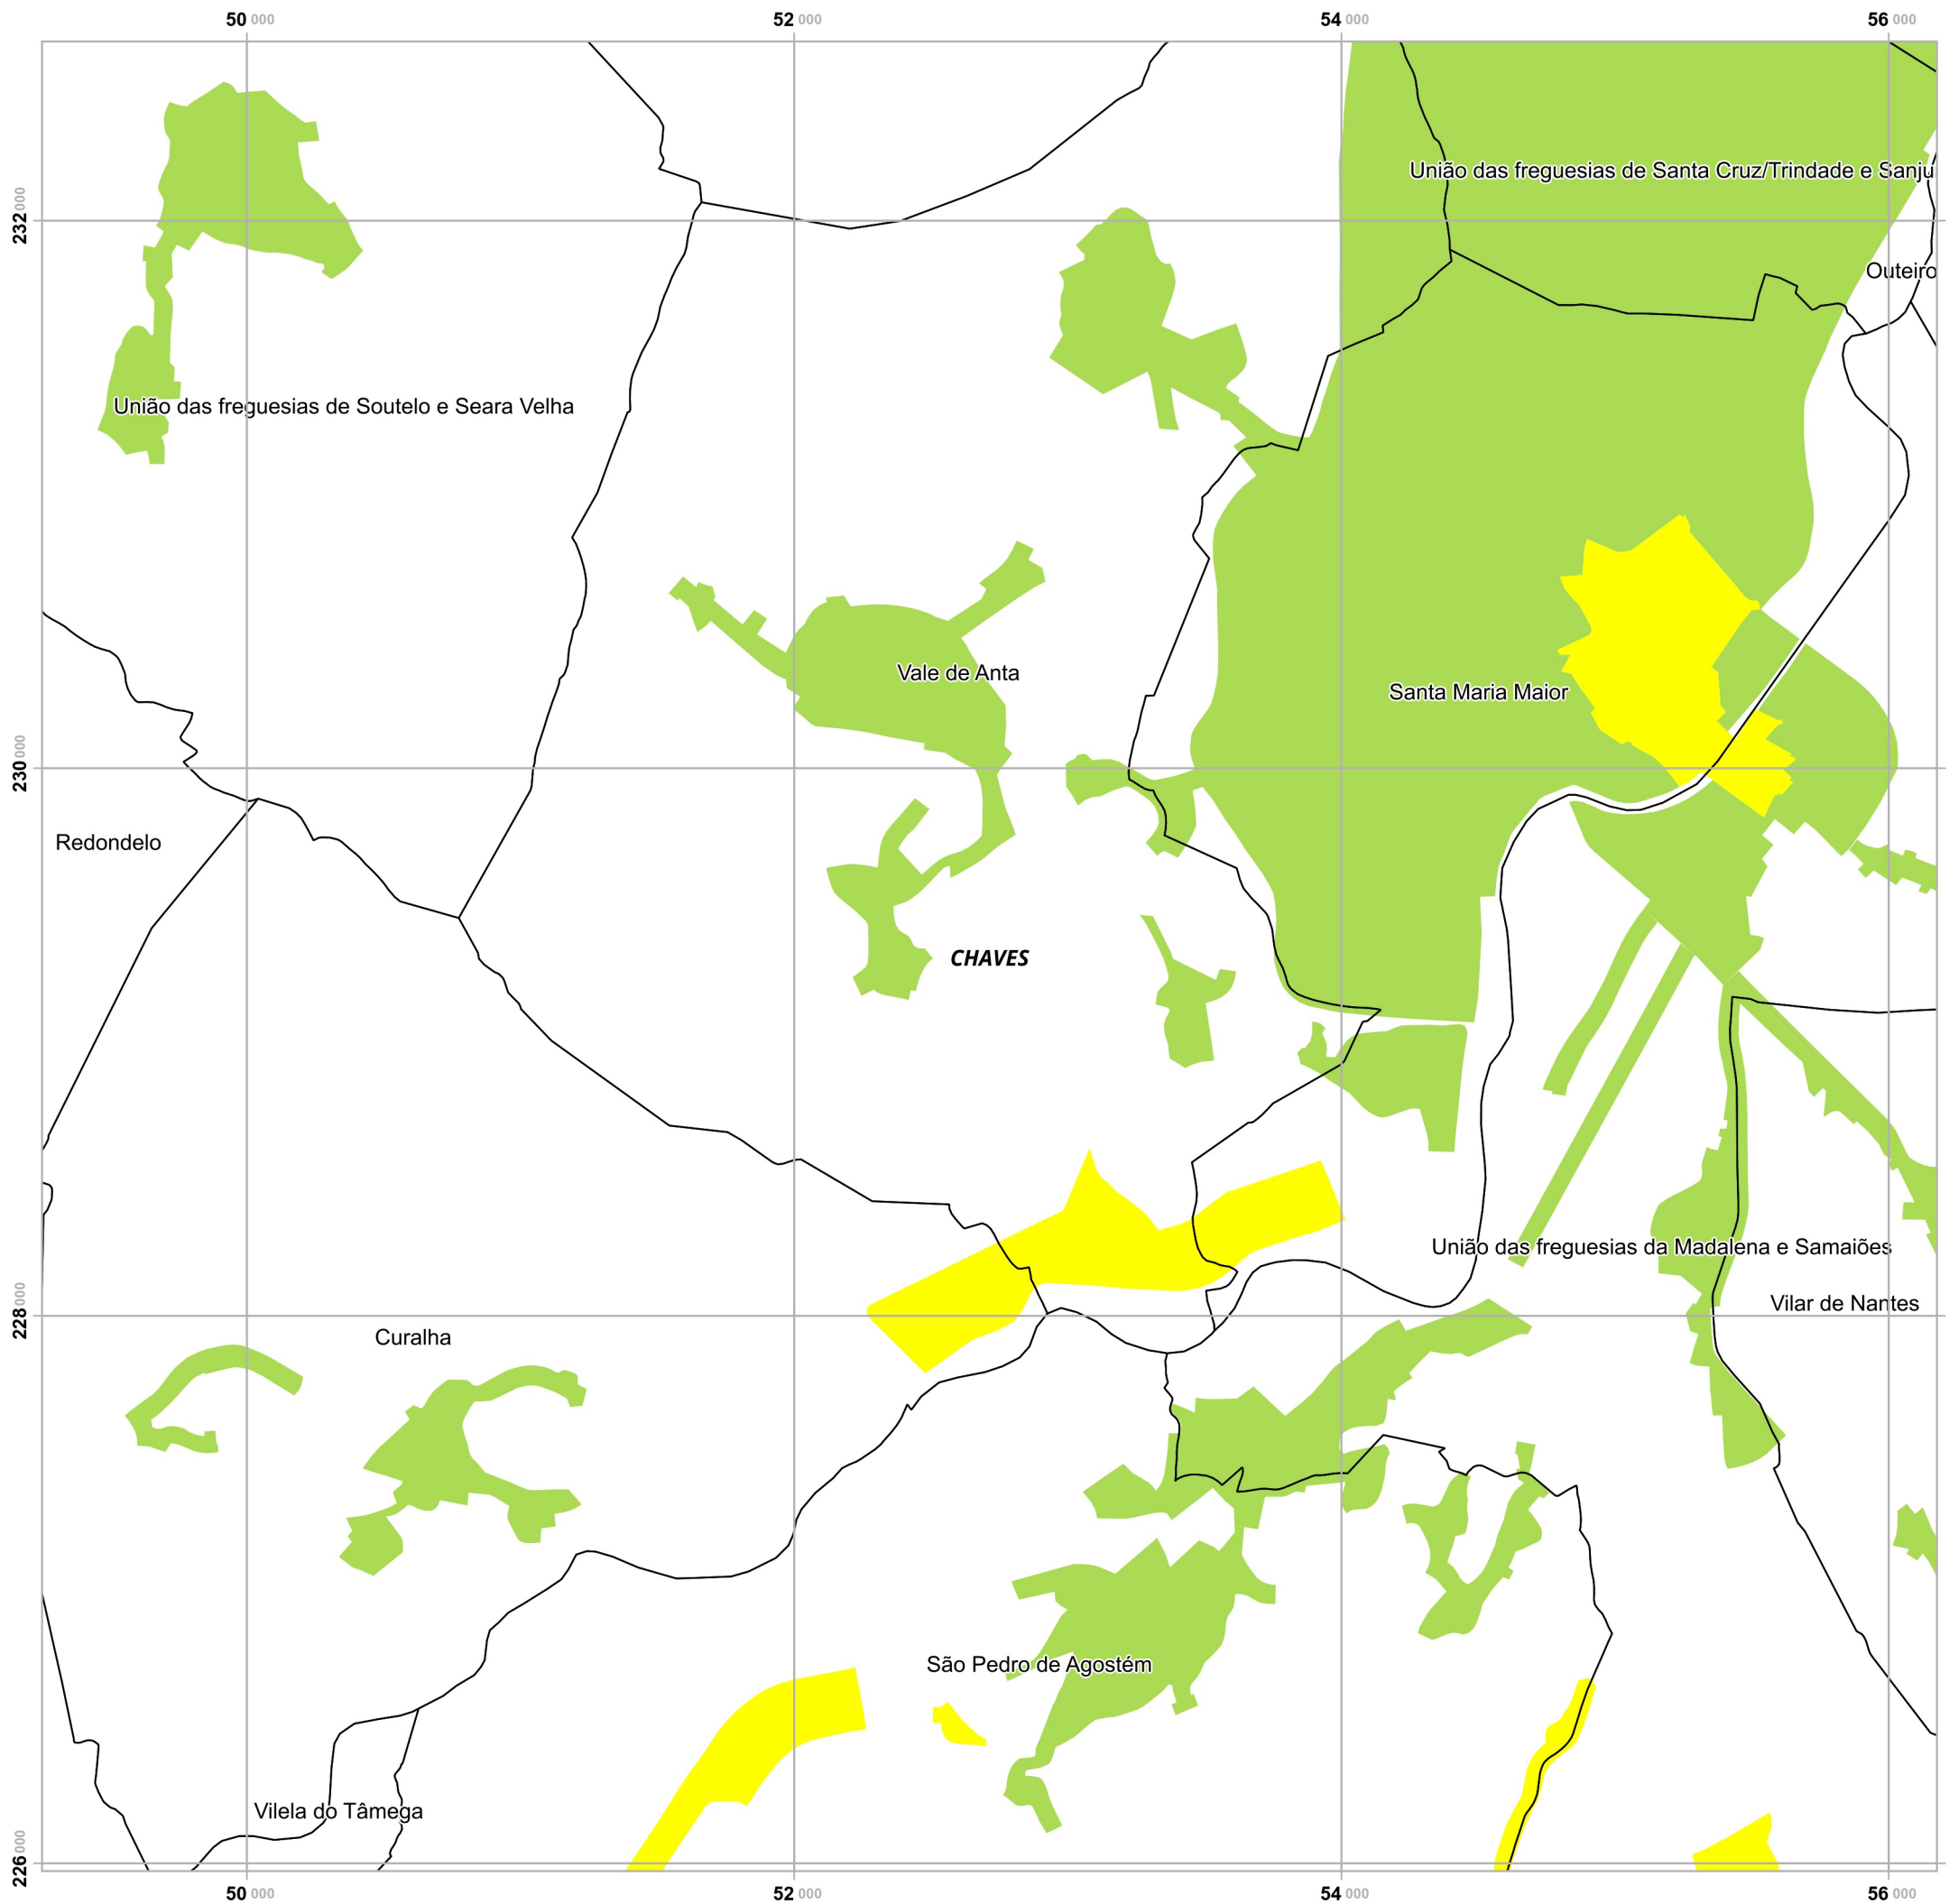 50 000 52 000 54 000 56 000
União das freguesias de Santa Cruz/Trindade e Sanju
232 000
Outeiro
União das freguesias de Soutelo e Seara Velha
Vale de Anta
Santa Maria Maior
230 000
Redondelo
CHAVES
União das freguesias da Madalena e Samaiões
Vilar de Nantes
228 000
Curalha
São Pedro de Agostém
Vilela do Tâmega
226 000
50 000 52 000 54 000 56 000